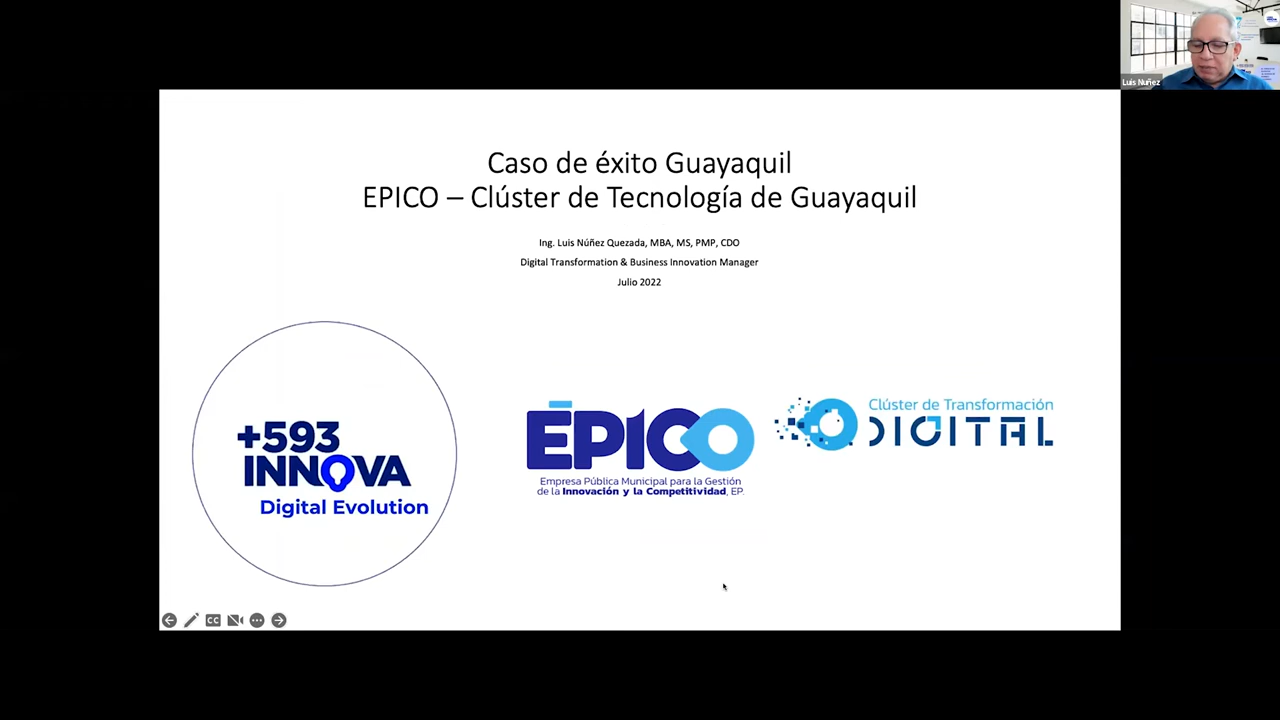 Luis Nuñez
Caso de éxito Guayaquil
EPICO – Clúster de Tecnología de Guayaquil
Ing. Luis Núñez Quezada, MBA, MS, PMP, CDO
Digital Transformation & Business Innovation Manager
Julio 2022
+593
INNOVA
Digital Evolution
ÉPICO
Empresa Pública Municipal para la Gestión
de la Innovación y la Competitividad, EP.
Clúster de Transformación
DIGITAL
CC